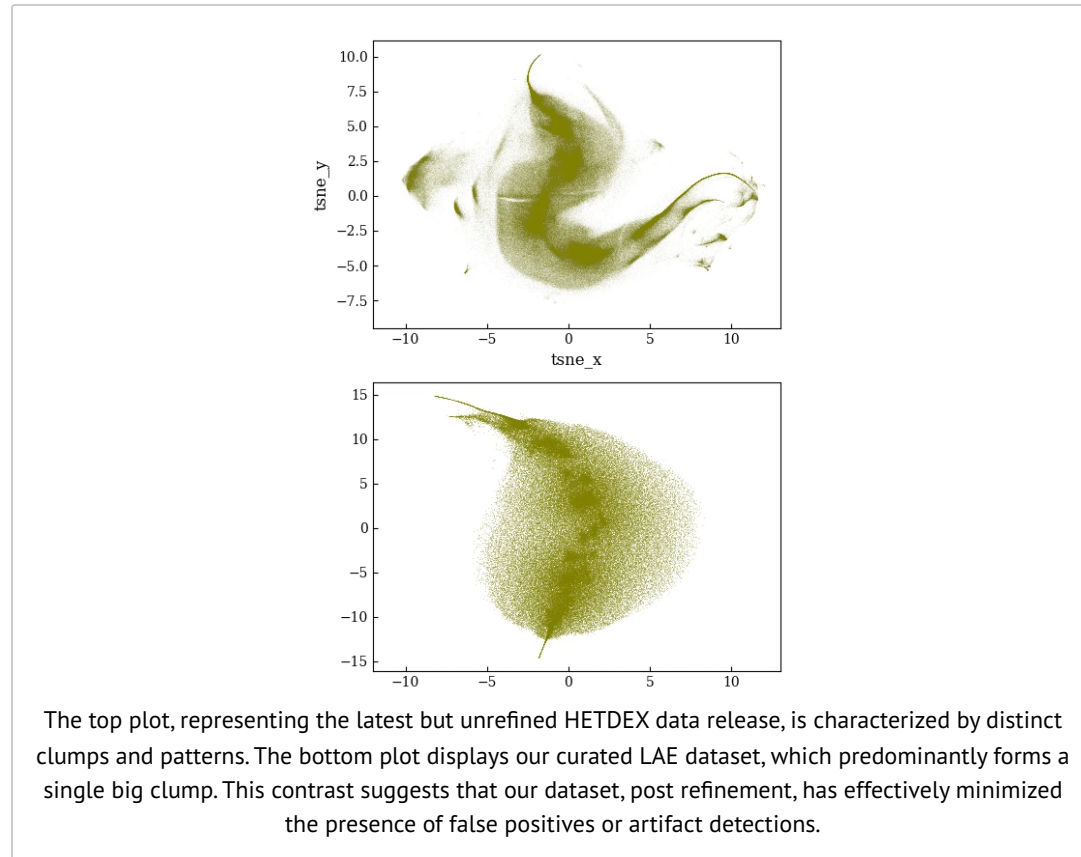 10.0
7.5
5.0
2.5
0.0
−2.5
−5.0
−7.5
tsne_y
−10 −5 0 5 10
tsne_x
15
10
5
0
−5
−10
−15
−10 −5 0 5 10
The top plot, representing the latest but unrefined HETDEX data release, is characterized by distinct
clumps and patterns. The bottom plot displays our curated LAE dataset, which predominantly forms a
single big clump. This contrast suggests that our dataset, post refinement, has effectively minimized
the presence of false positives or artifact detections.